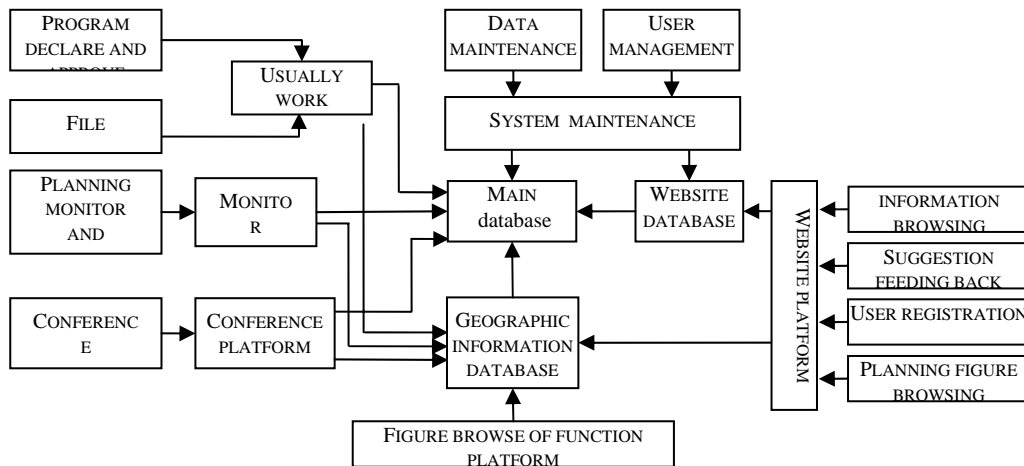 PROGRAM
DECLARE AND
APPROVE
DATA
MAINTENANCE
USER
MANAGEMENT
USUALLY
WORK
FILE
SYSTEM MAINTENANCE
PLANNING
MONITOR
AND
MONITO
R
MAIN
database
WEBSITE
DATABASE
WEBSITE PLATFORM
INFORMATION
BROWSING
SUGGESTION
FEEDING BACK
USER REGISTRATION
PLANNING FIGURE
BROWSING
CONFERENC
E
CONFERENCE
PLATFORM
GEOGRAPHIC
INFORMATION
DATABASE
FIGURE BROWSE OF FUNCTION
PLATFORM